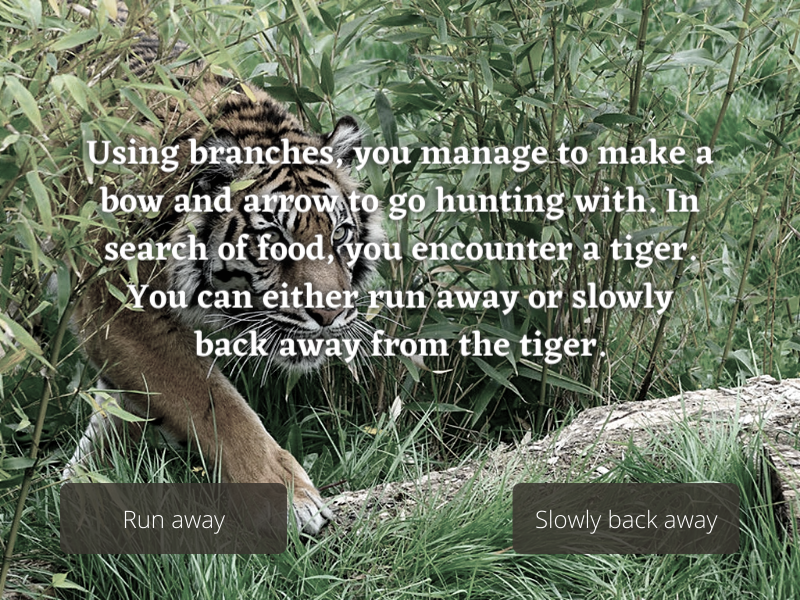 Using branches, you manage to make a
bow and arrow to go hunting with. In
search of food, you encounter a tiger.
You can either run away or slowly
back away from the tiger.
Run away
Slowly back away